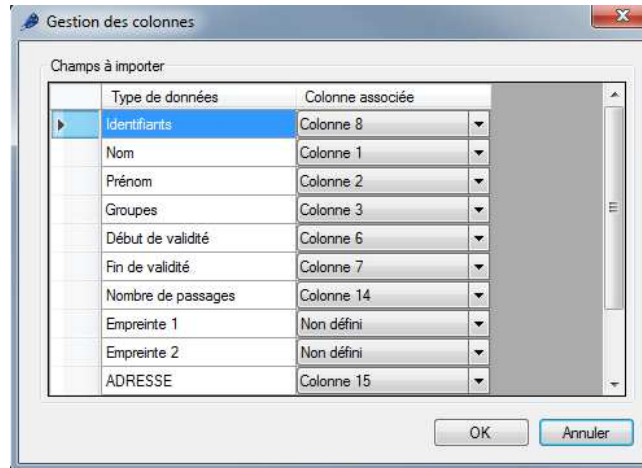 Gestion des colonnes
Champs à importer
Type de données Colonne associée
Identifiants Colonne 8
Nom Colonne 1
Prénom Colonne 2
Groupes Colonne 3
Début de validité Colonne 6
Fin de validité Colonne 7
Nombre de passages Colonne 14
Empreinte 1 Non défini
Empreinte 2 Non défini
ADRESSE Colonne 15
OK Annuler